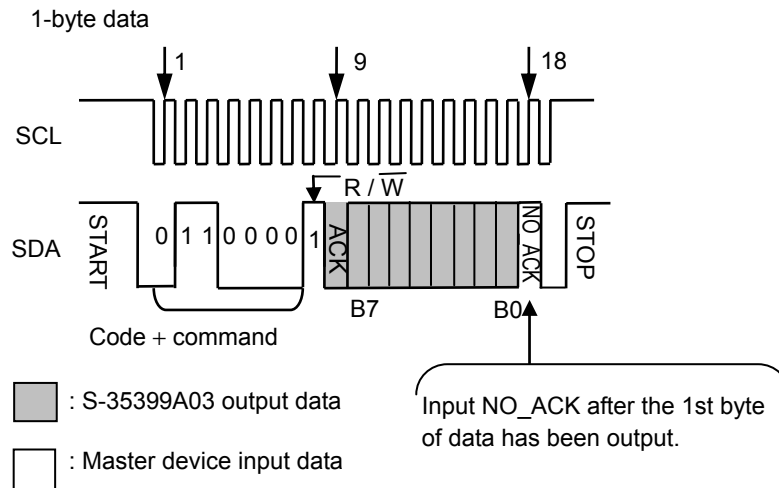 1-byte data
1 9 18
SCL
R / W
SDA
START 0 1 1 0 0 0 0 1 ACK NO_ACK STOP
B7 B0
Code + command
: S-35399A03 output data
: Master device input data
Input NO_ACK after the 1st byte
of data has been output.